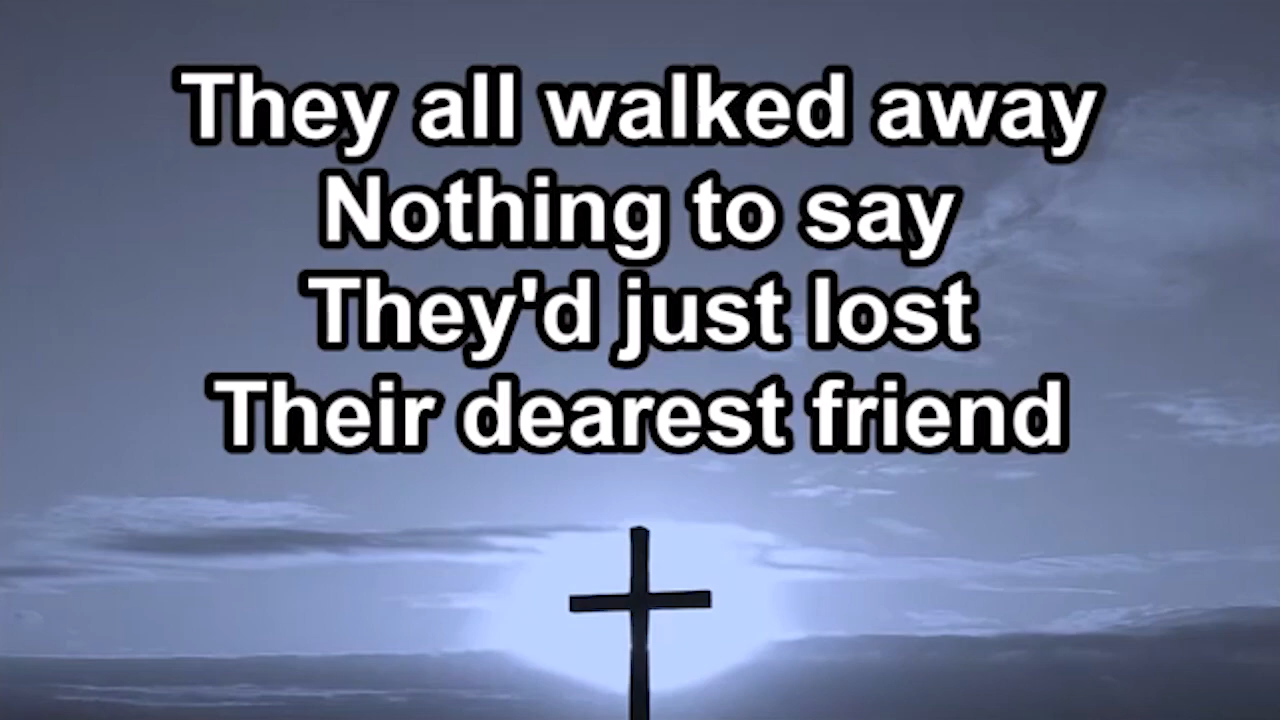 They all walked away
Nothing to say
They'd just lost
Their dearest friend